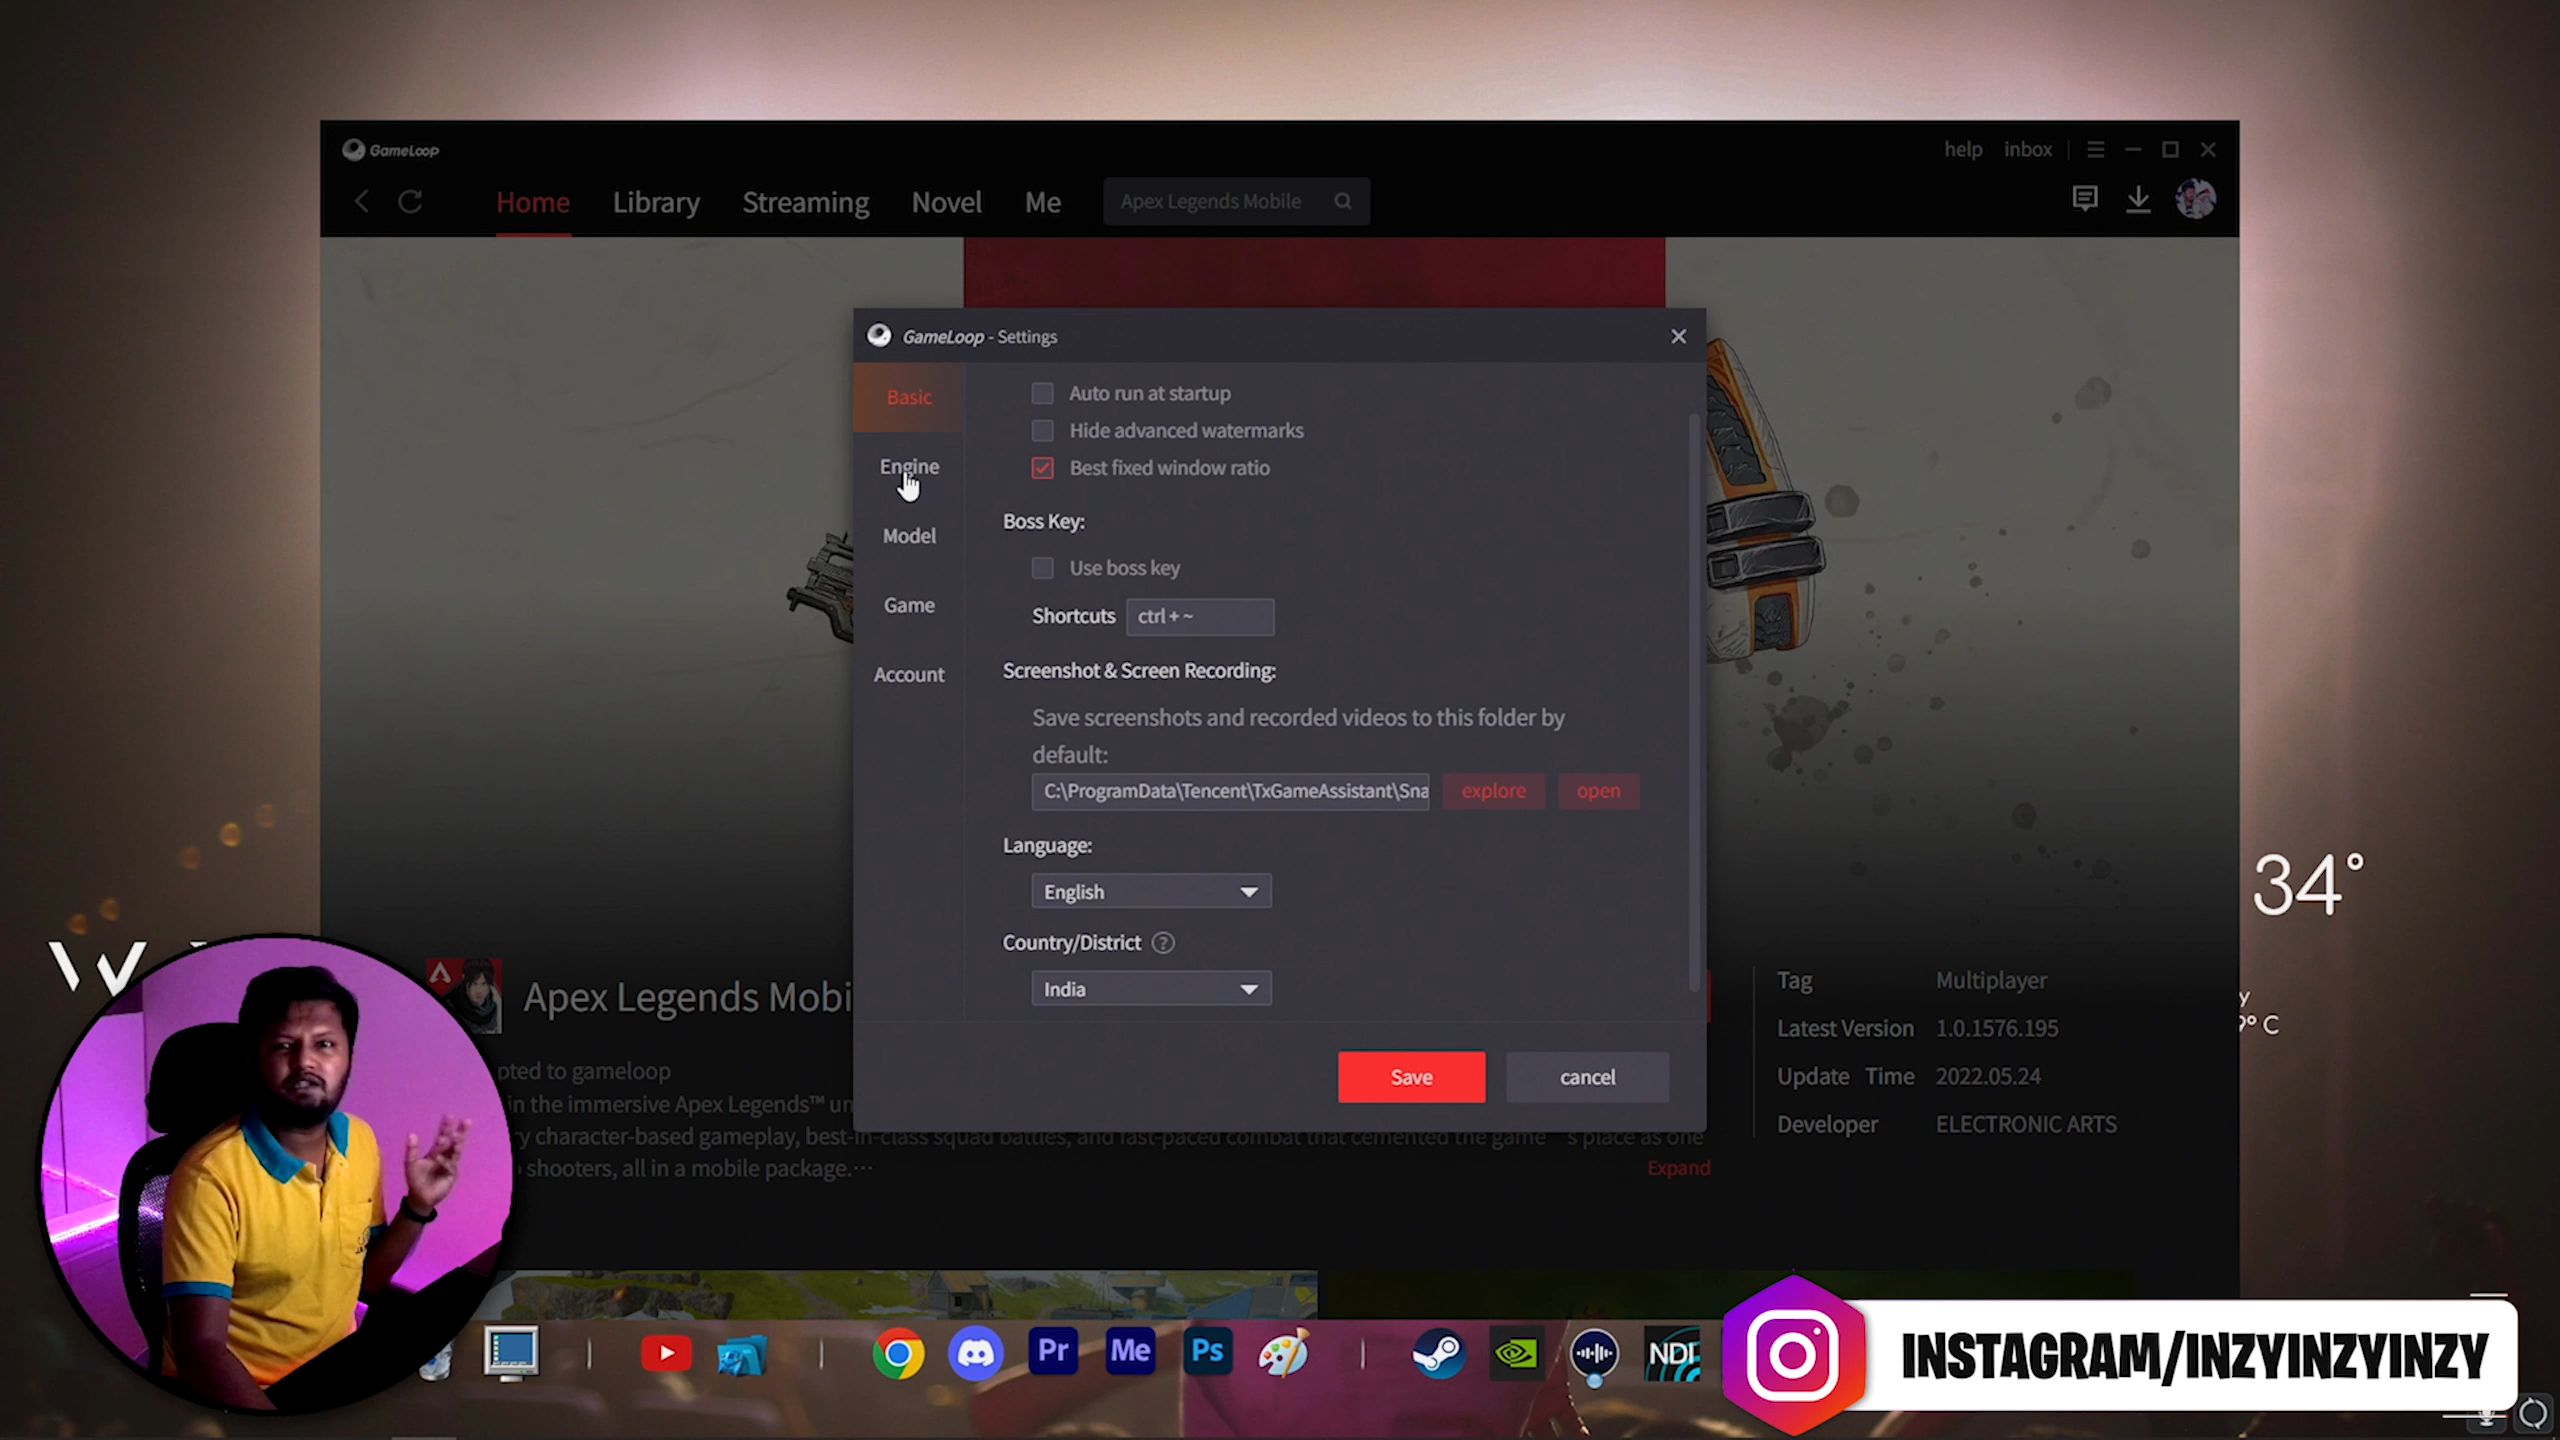 GameLoop
help inbox
Home Library Streaming Novel Me Apex Legends Mobile
GameLoop - Settings
Basic
Engine
Model
Game
Account
Auto run at startup
Hide advanced watermarks
Best fixed window ratio
Boss Key:
Use boss key
Shortcuts ctrl + ~
Screenshot & Screen Recording:
Save screenshots and recorded videos to this folder by
default:
C:\ProgramData\Tencent\TxGameAssistant\Sna explore open
Language:
English
Country/District ?
India
Save cancel
34°
9° C
Apex Legends Mobi
pted to gameloop
in the immersive Apex Legends™ un
ry character-based gameplay, best-in-class squad battles, and fast-paced combat that cemented the game 's place as one
shooters, all in a mobile package.···
Expand
Tag Multiplayer
Latest Version 1.0.1576.195
Update Time 2022.05.24
Developer ELECTRONIC ARTS
Pr Me Ps NDI
INSTAGRAM/INZYINZYINZY